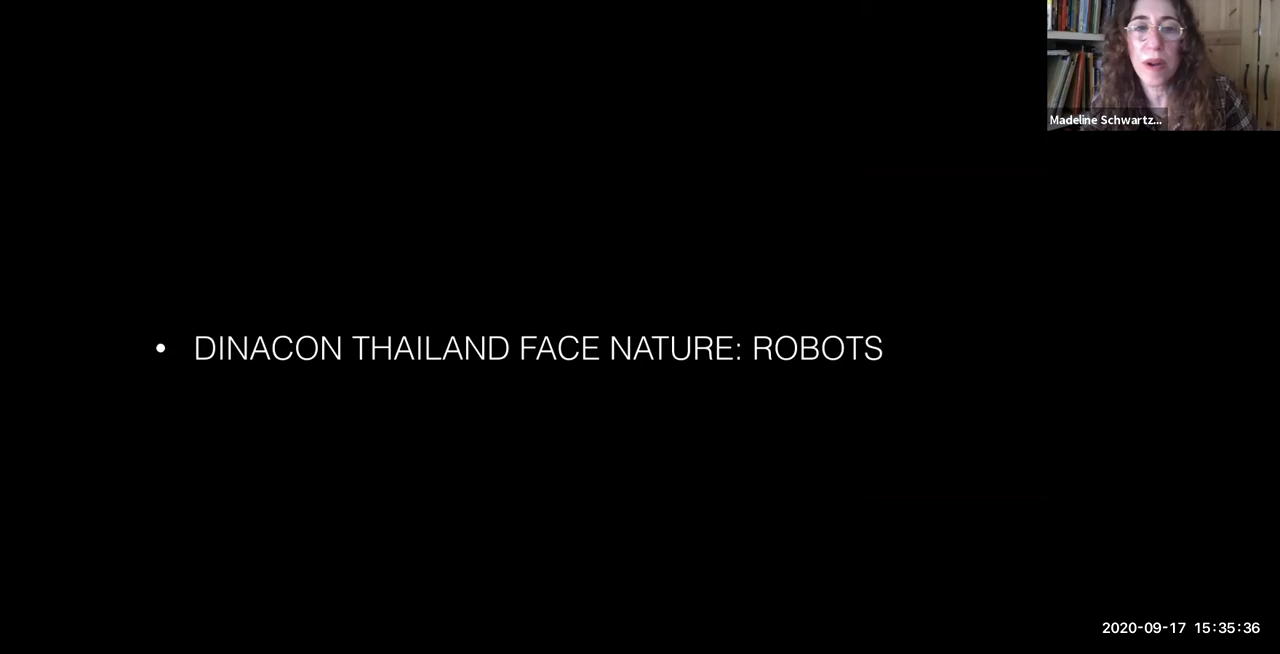 Madeline Schwartz...
• DINACON THAILAND FACE NATURE: ROBOTS
2020-09-17 15:35:36